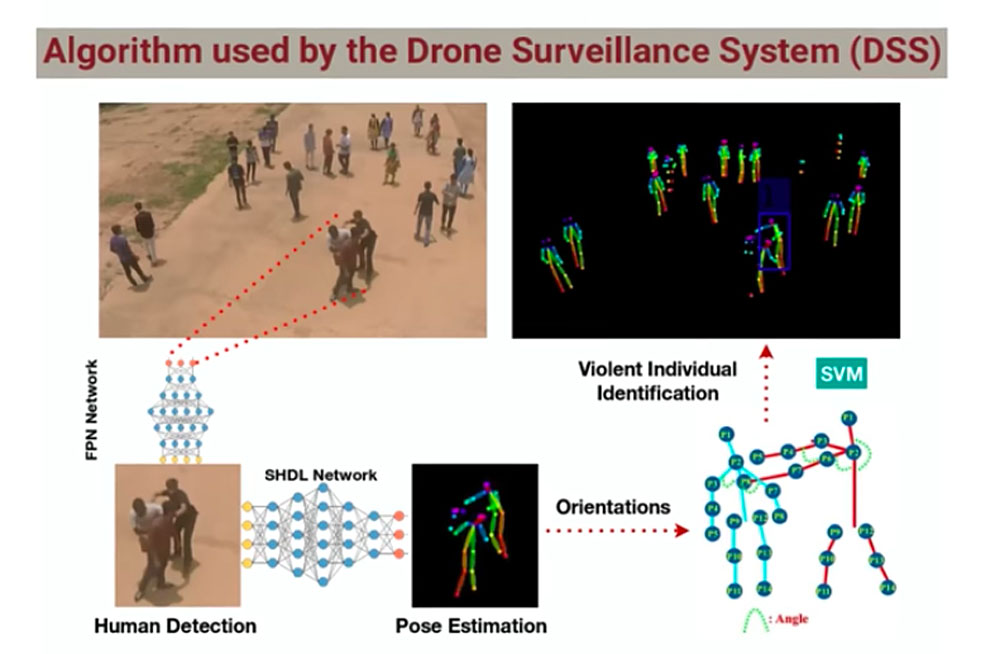 Algorithm used by the Drone Surveillance System (DSS)
FPN Network
Violent Individual
Identification
SVM
SHDL Network
Orientations
Human Detection
Pose Estimation
: Angle
P1
P2
P3
P4
P5
P7
P8
P9
P10
P11
P12
P13
P14
P1
P2
P3
P4
P5
P6
P7
P9
P10
P11
P12
P13
P14